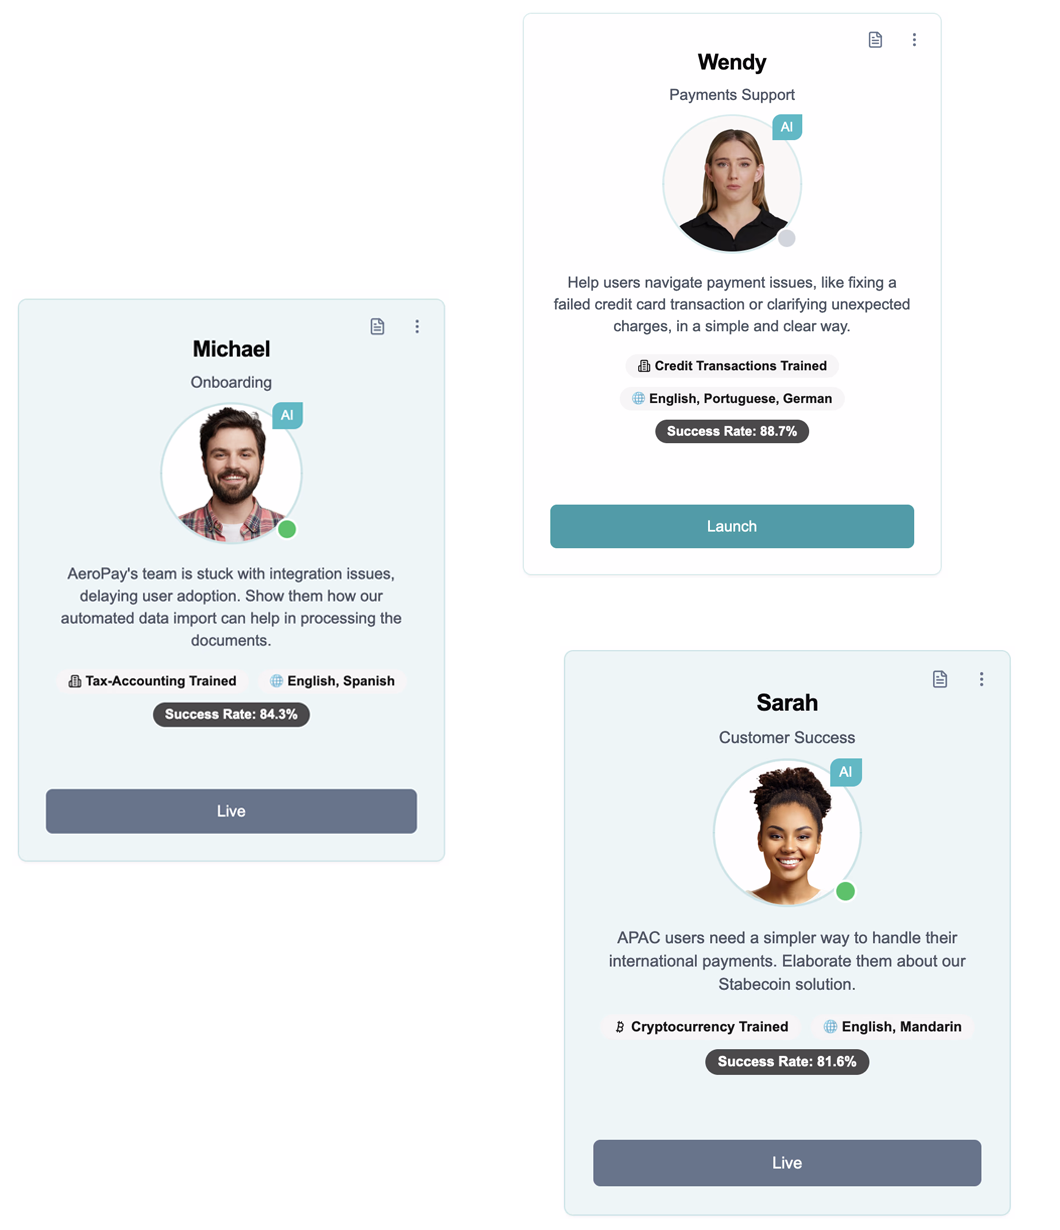 Wendy
Payments Support
AI
Help users navigate payment issues, like fixing a
failed credit card transaction or clarifying unexpected
charges, in a simple and clear way.
Credit Transactions Trained
English, Portuguese, German
Success Rate: 88.7%
Launch
Michael
Onboarding
AI
AeroPay's team is stuck with integration issues,
delaying user adoption. Show them how our
automated data import can help in processing the
documents.
Tax-Accounting Trained
English, Spanish
Success Rate: 84.3%
Live
Sarah
Customer Success
AI
APAC users need a simpler way to handle their
international payments. Elaborate them about our
Stabecoin solution.
Cryptocurrency Trained
English, Mandarin
Success Rate: 81.6%
Live